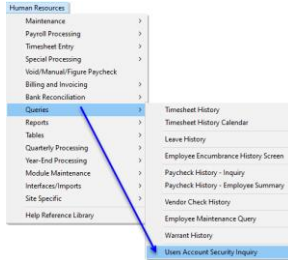 Human Resources
Maintenance
Payroll Processing
Timesheet Entry
Special Processing
Void/Manual/Figure Paycheck
Billing and Invoicing
Bank Reconciliation
Queries
Reports
Tables
Quarterly Processing
Year-End Processing
Module Maintenance
Interfaces/Imports
Site Specific
Help Reference Library
Timesheet History
Timesheet History Calendar
Leave History
Employee Encumbrance History Screen
Paycheck History - Inquiry
Paycheck History - Employee Summary
Vendor Check History
Employee Maintenance Query
Warrant History
Users Account Security Inquiry